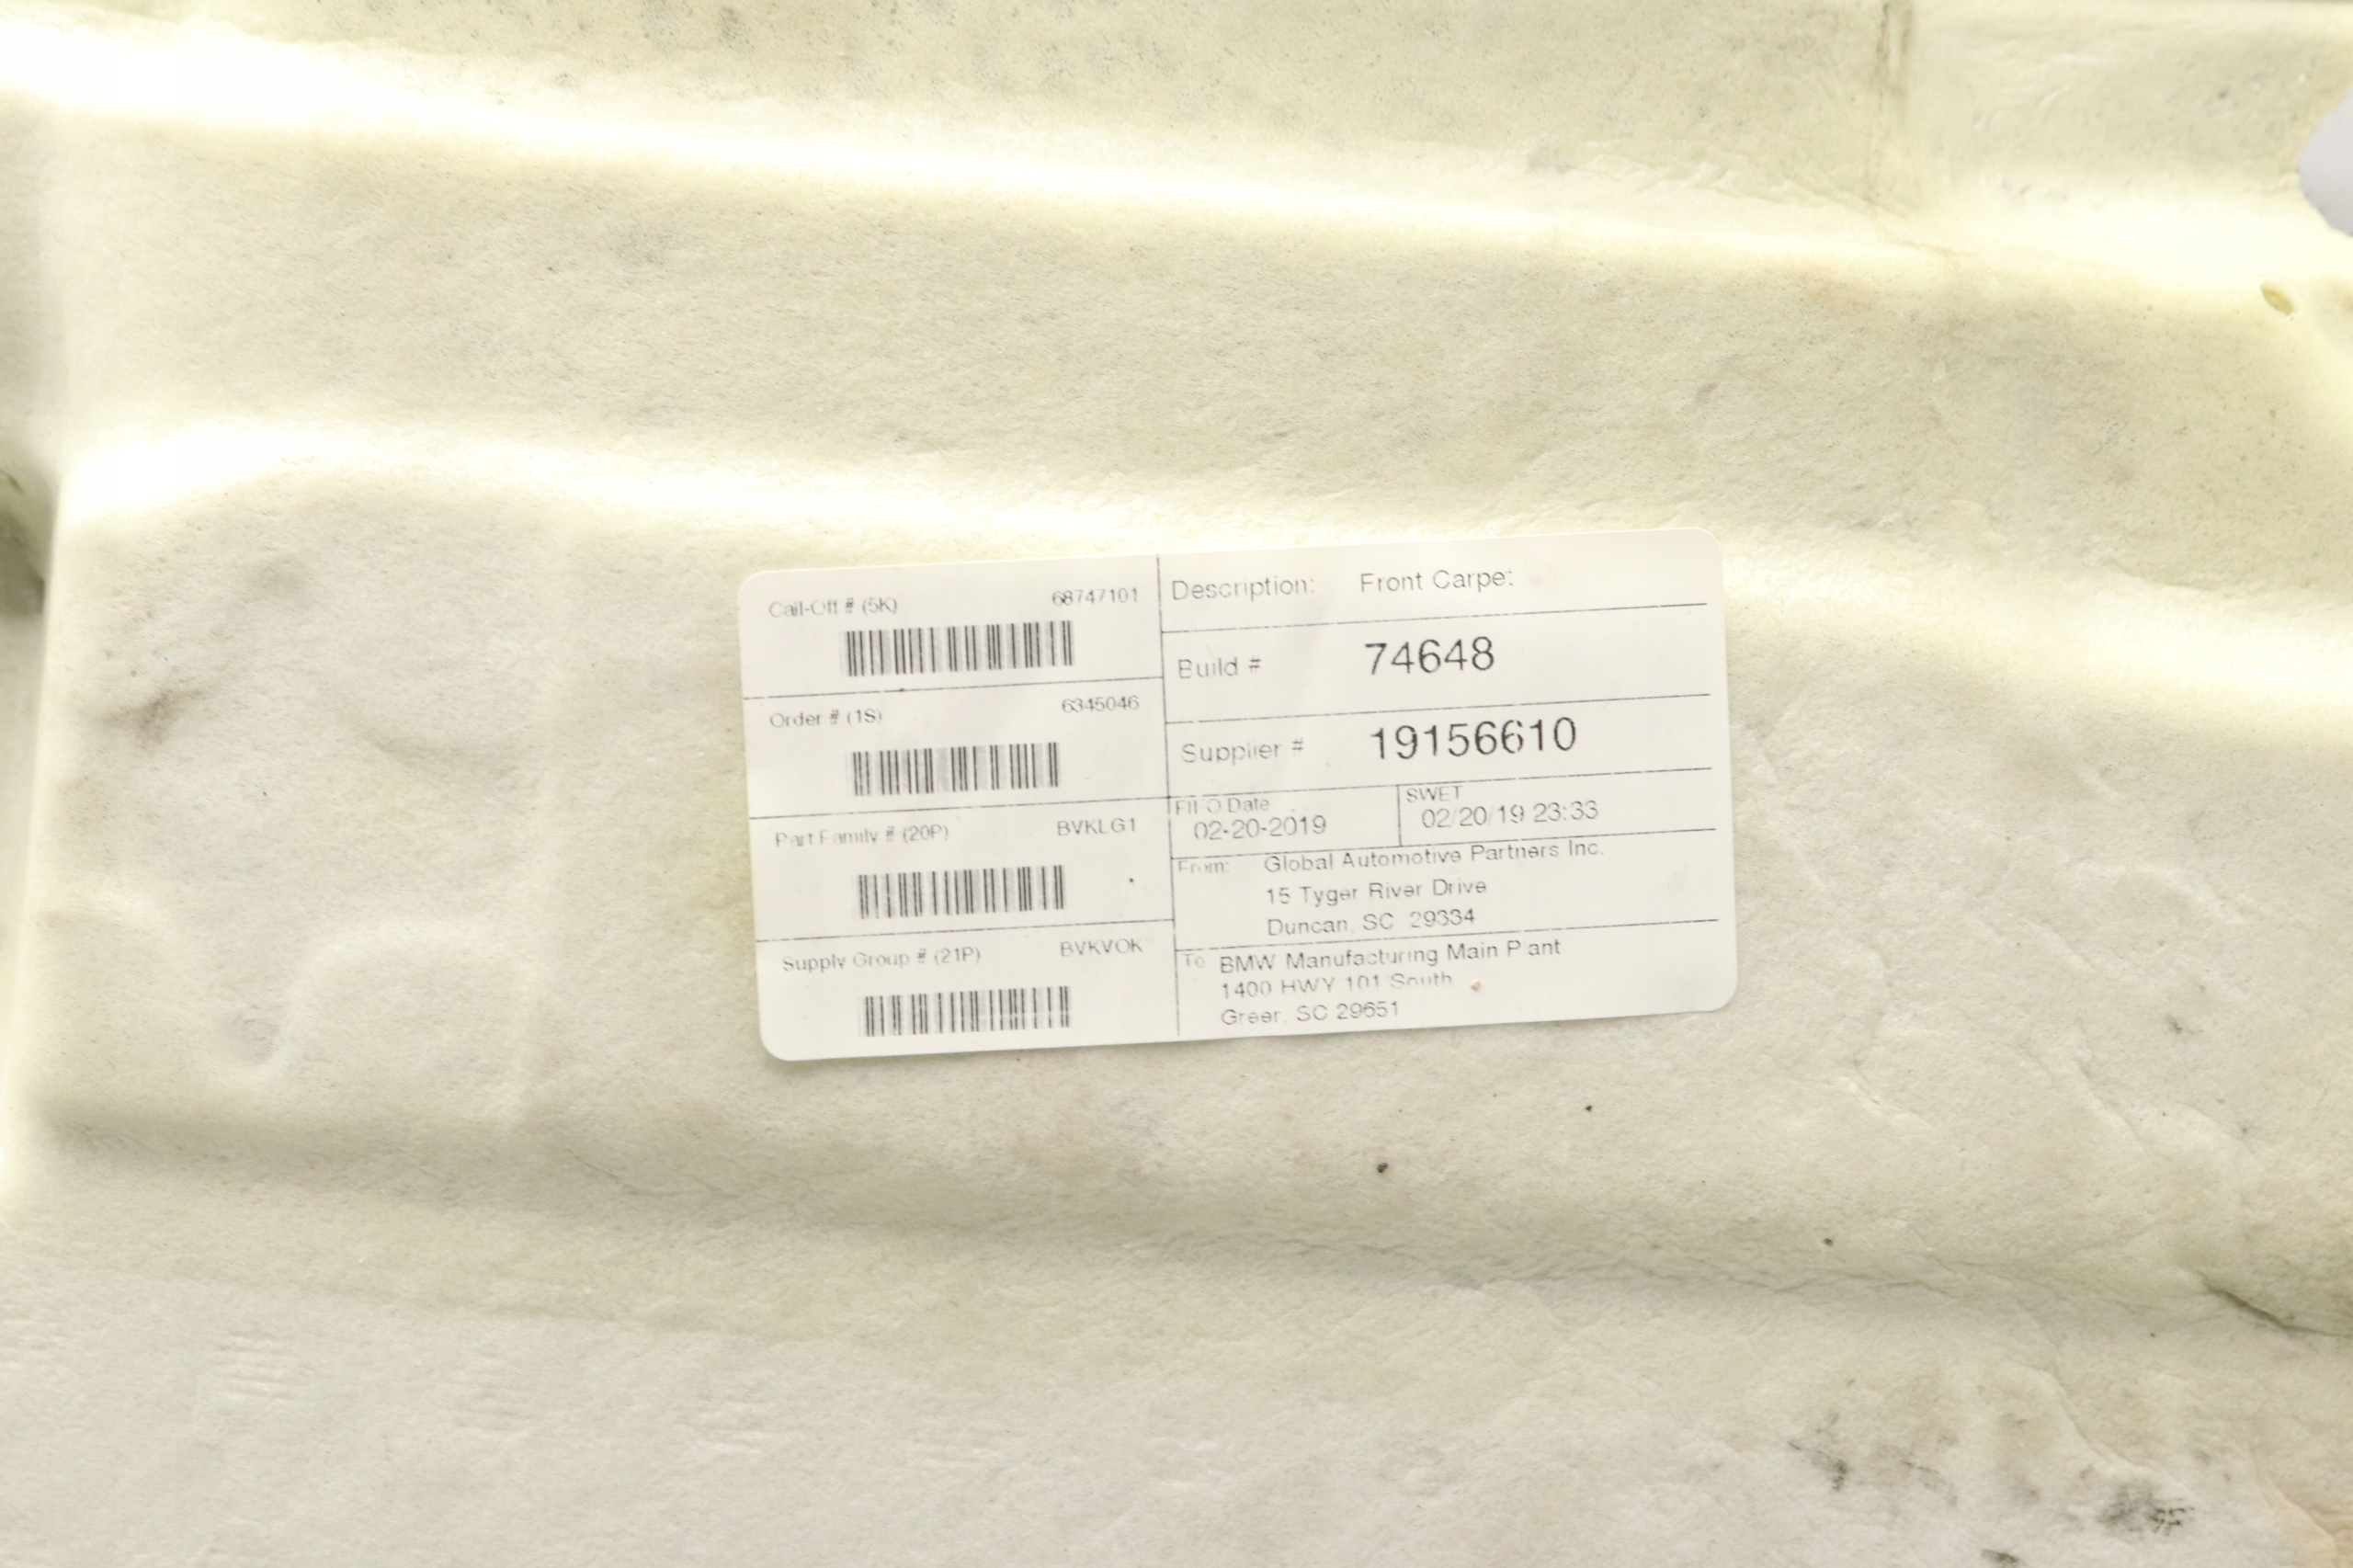 Call-Off # (5K) 68747101
Order # (1S) 6345046
Part Family # (20P) BVKLG1
Supply Group # (21P) BVKVOK
Description: Front Carpet
Build # 74648
Supplier # 19156610
FIFO Date
02-20-2019
SWET
02/20/19 23:33
From: Global Automotive Partners Inc.
15 Tyger River Drive
Duncan, SC 29334
To BMW Manufacturing Main Plant
1400 HWY 101 South
Greer, SC 29651